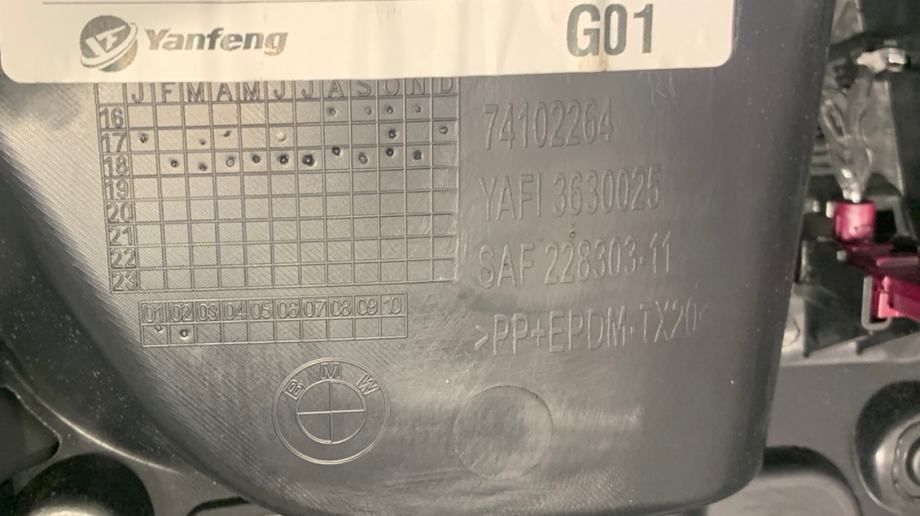 Yanfeng
G01
J F M A M J J A S O N D
16
17
18
19
20
21
22
23
74102264
YAFI 3630025
SAF 228303-11
>PP+EPDM-TX20<
01 02 03 04 05 06 07 08 09 10
BMW